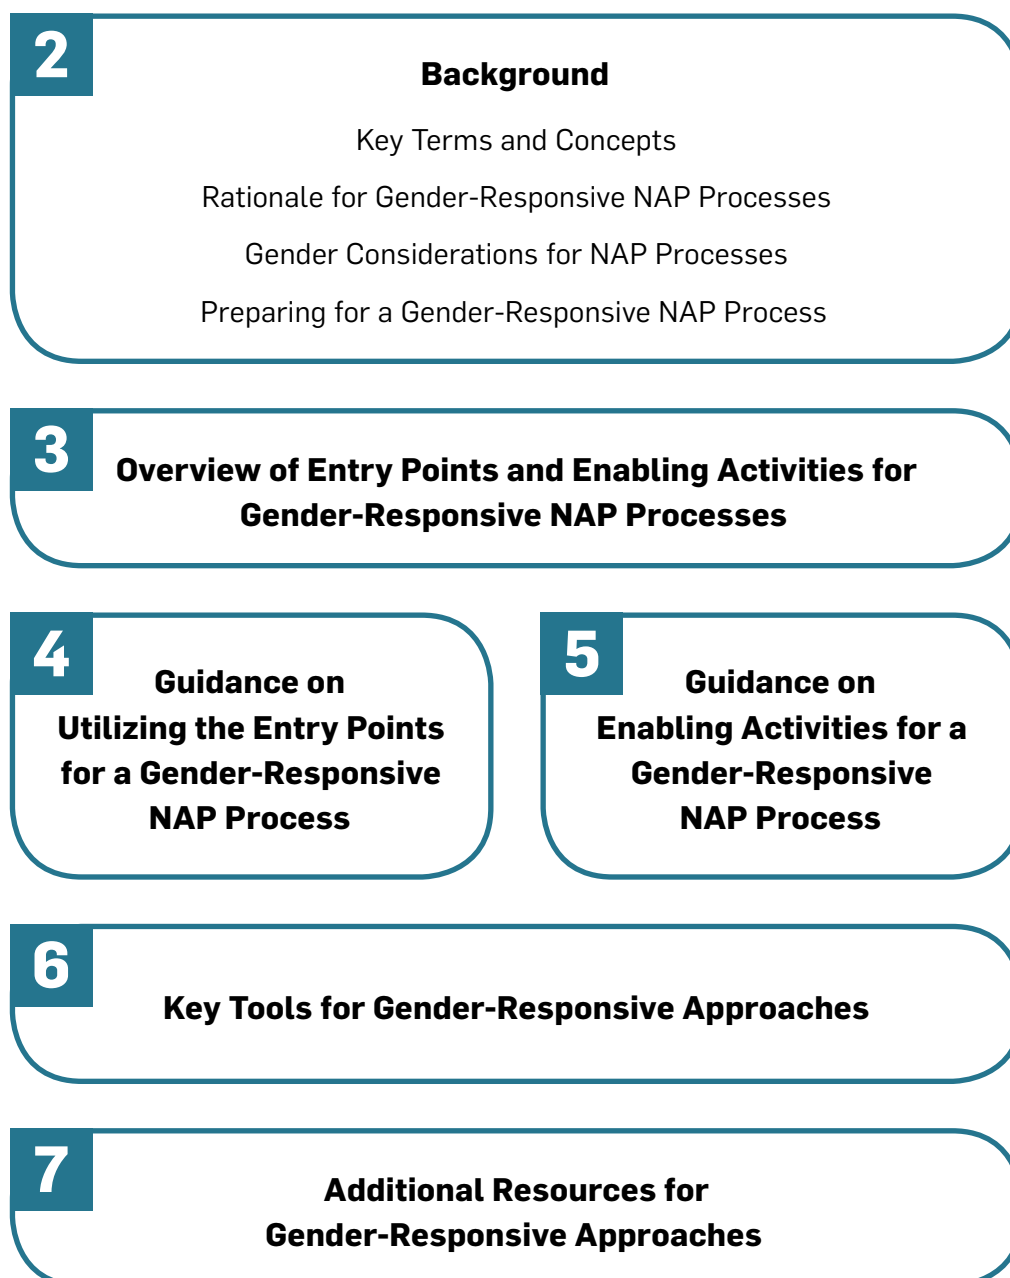 2
Background
Key Terms and Concepts
Rationale for Gender-Responsive NAP Processes
Gender Considerations for NAP Processes
Preparing for a Gender-Responsive NAP Process
3
Overview of Entry Points and Enabling Activities for
Gender-Responsive NAP Processes
4
Guidance on
Utilizing the Entry Points
for a Gender-Responsive
NAP Process
5
Guidance on
Enabling Activities for a
Gender-Responsive
NAP Process
6
Key Tools for Gender-Responsive Approaches
7
Additional Resources for
Gender-Responsive Approaches